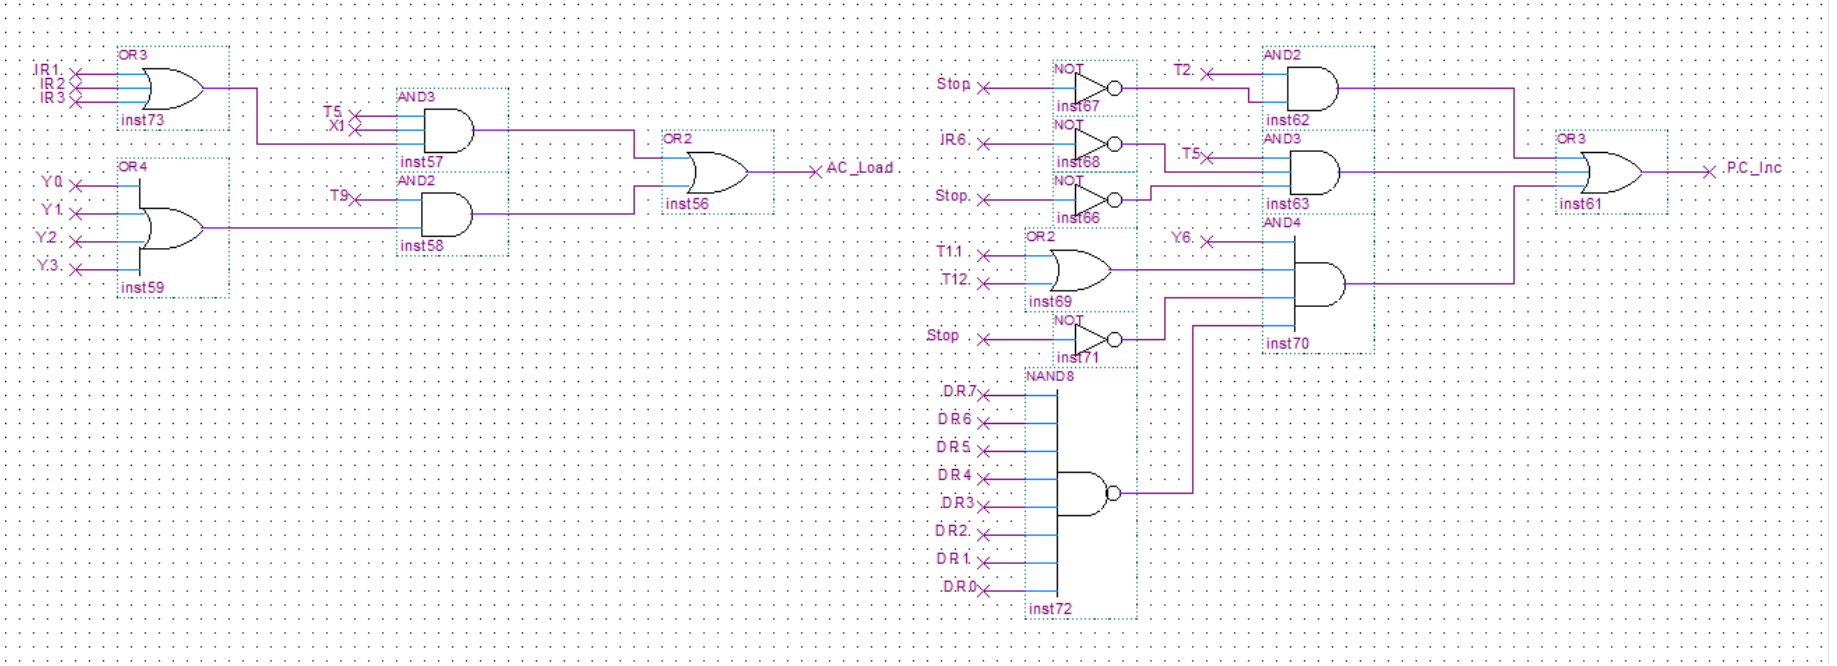 OR3
IR1
IR2
IR3
inst73
OR4
Y0
Y1
Y2
Y3
inst59
AND3
T5
X1
inst57
AND2
T9
inst58
OR2
inst56
AC_Load
Stop
NOT
inst67
IR6
NOT
inst68
Stop
NOT
inst66
OR2
T11
T12
inst69
Stop
NOT
inst71
NAND8
DR7
DR6
DR5
DR4
DR3
DR2
DR1
DR0
inst72
AND2
T2
inst62
AND3
T5
inst63
AND4
Y6
inst70
OR3
inst61
PC_Inc